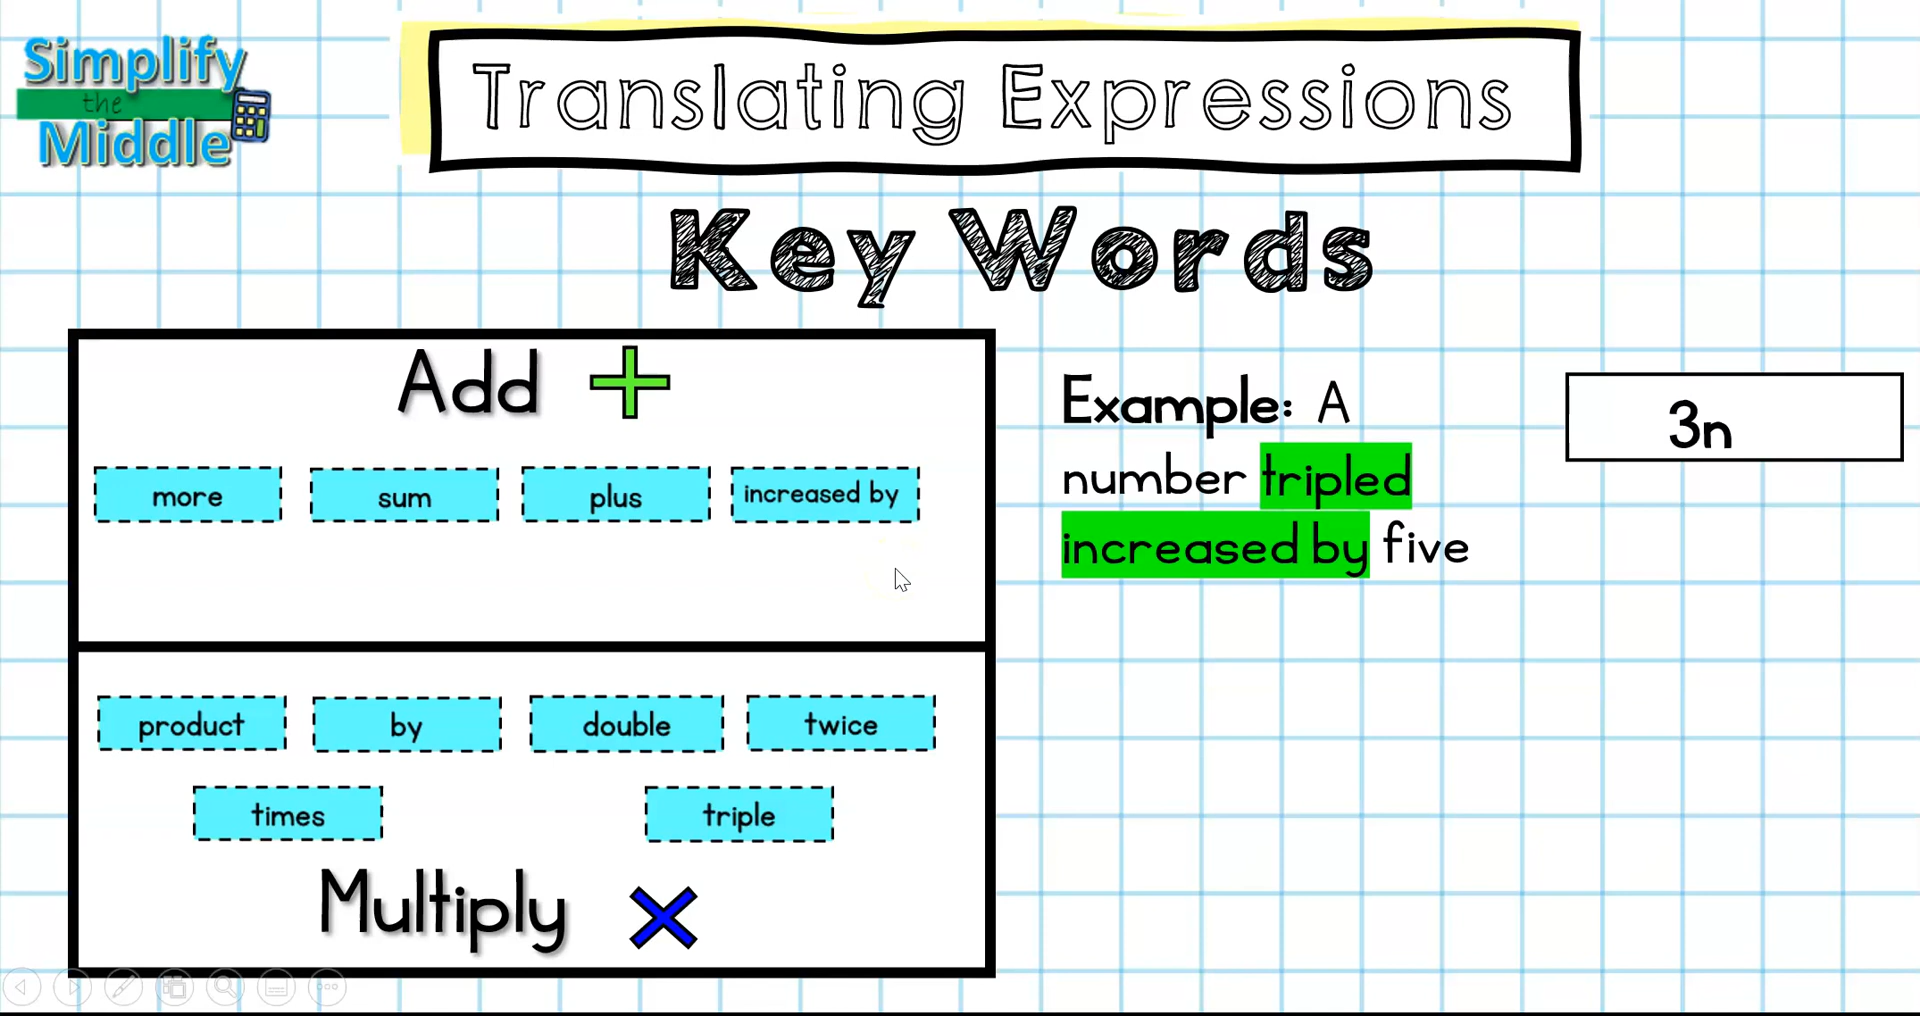 Simplify
the
Middle
Translating Expressions
Key Words
Add
more sum plus increased by
product by double twice
times triple
Multiply
Example: A
number tripled
increased by five
3n